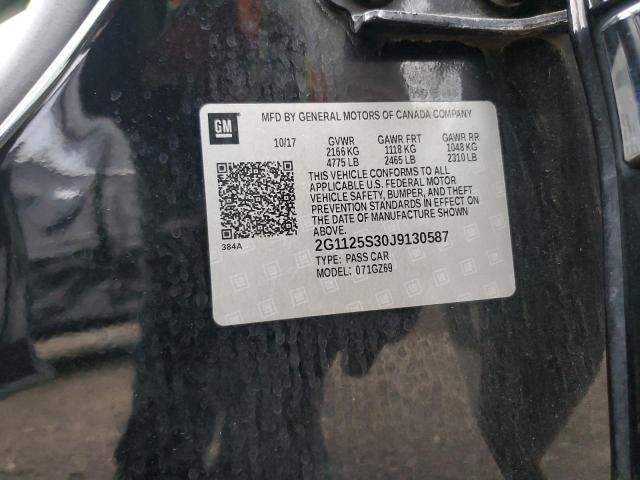 GM
MFD BY GENERAL MOTORS OF CANADA COMPANY
10/17 GVWR GAWR FRT GAWR RR
2166 KG 1118 KG 1048 KG
4775 LB 2465 LB 2310 LB
THIS VEHICLE CONFORMS TO ALL
APPLICABLE U.S. FEDERAL MOTOR
VEHICLE SAFETY, BUMPER, AND THEFT
PREVENTION STANDARDS IN EFFECT ON
THE DATE OF MANUFACTURE SHOWN
ABOVE.
384A
2G1125S30J9130587
TYPE: PASS CAR
MODEL: 071GZ69